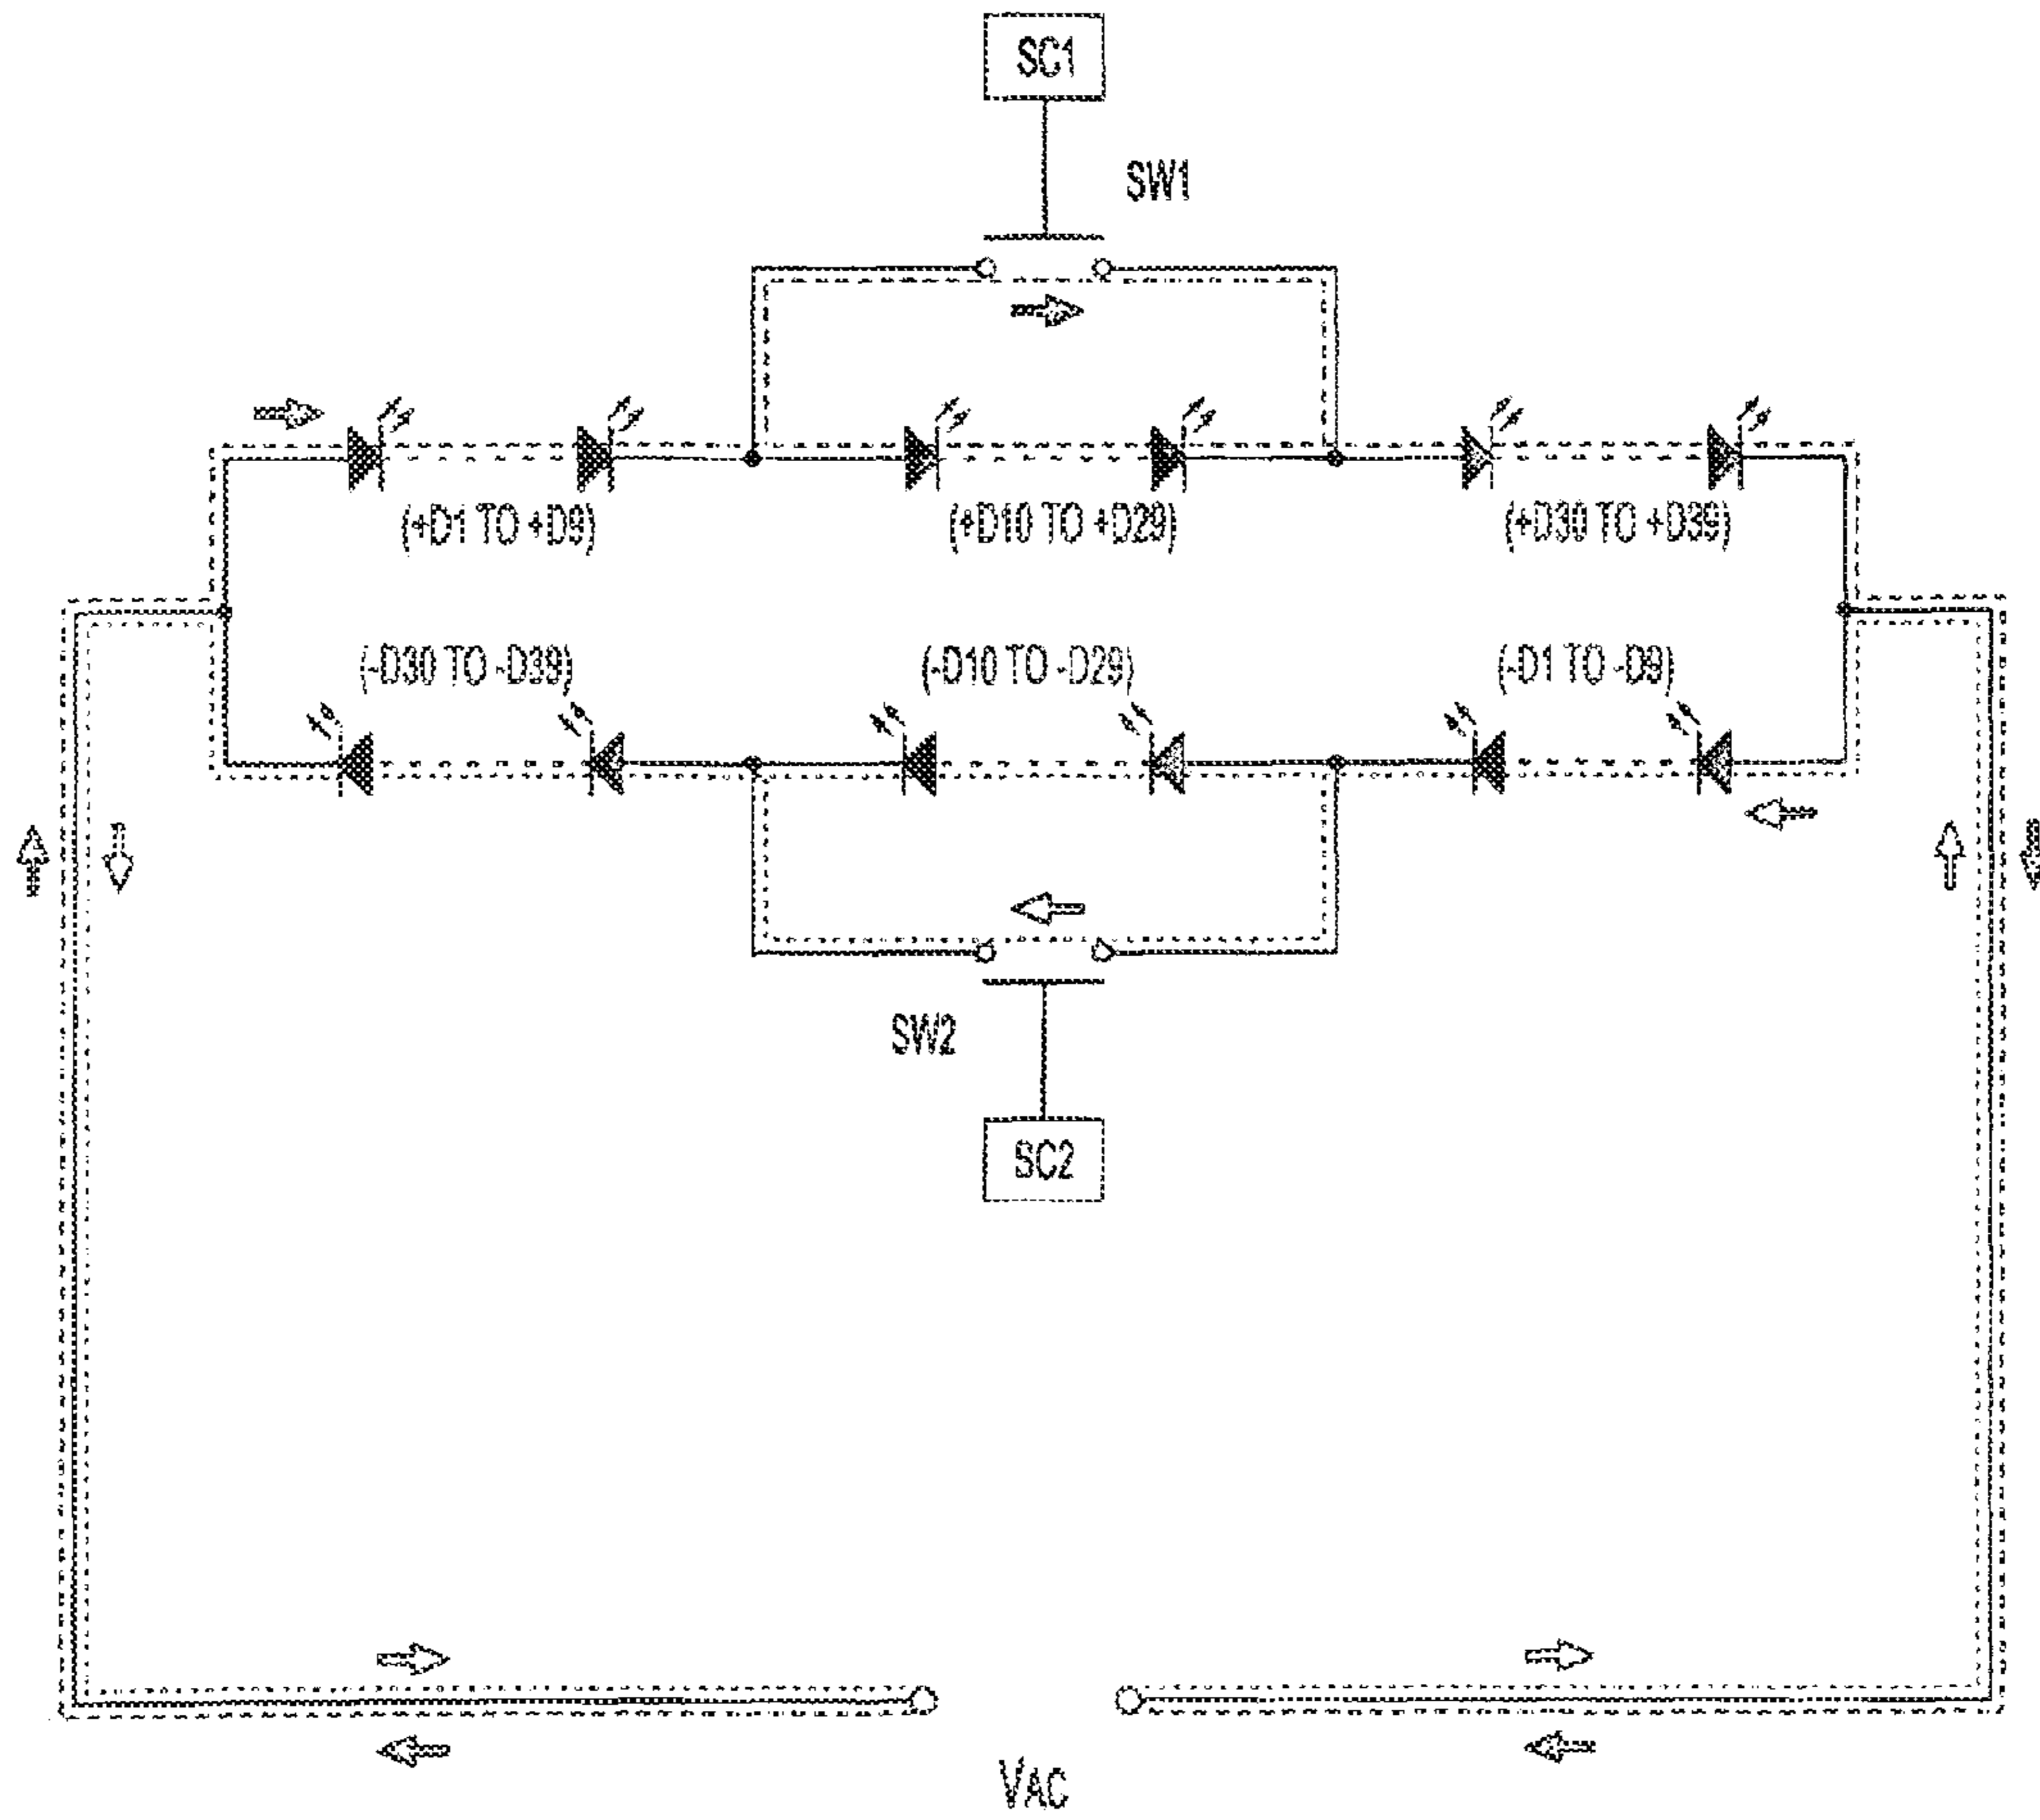 SC1
SW1
(+D1 TO +D9)
(+D10 TO +D29)
(+D30 TO +D39)
(-D30 TO -D39)
(-D10 TO -D29)
(-D1 TO -D9)
SW2
SC2
VAC